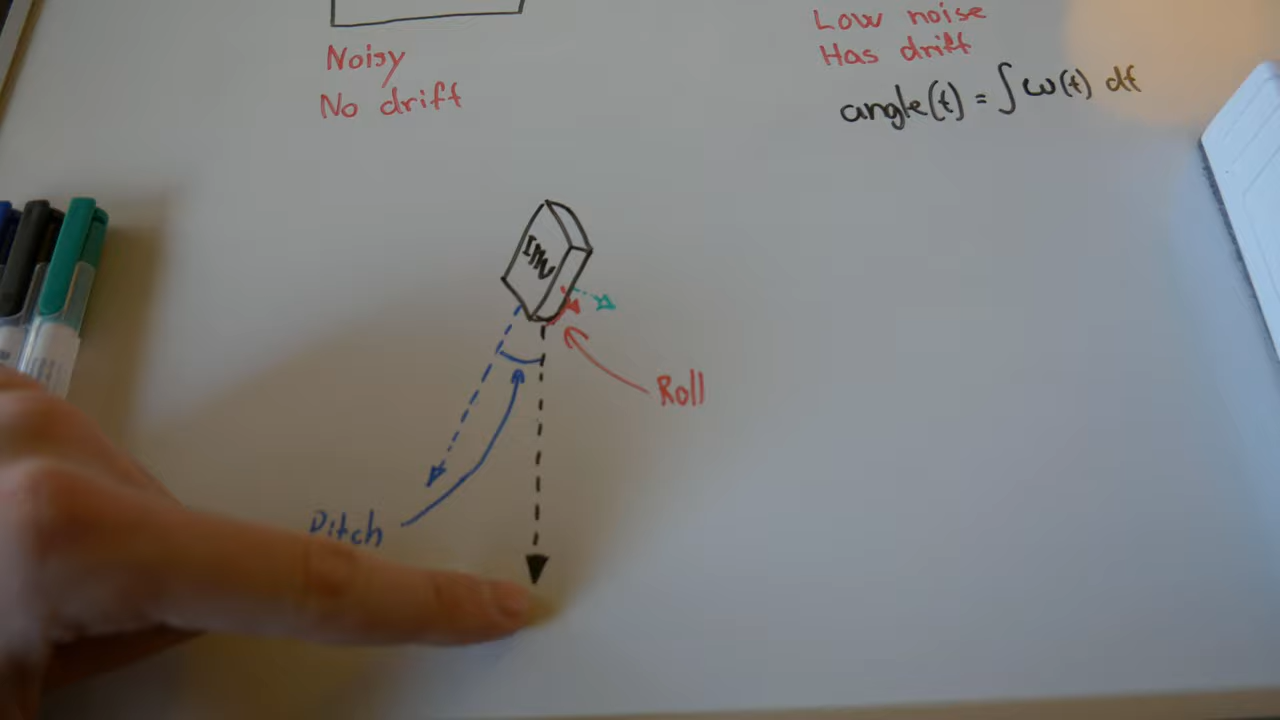 Noisy
No drift
Low noise
Has drift
angle(t) = ∫ω(t) dt
IMU
Roll
Pitch